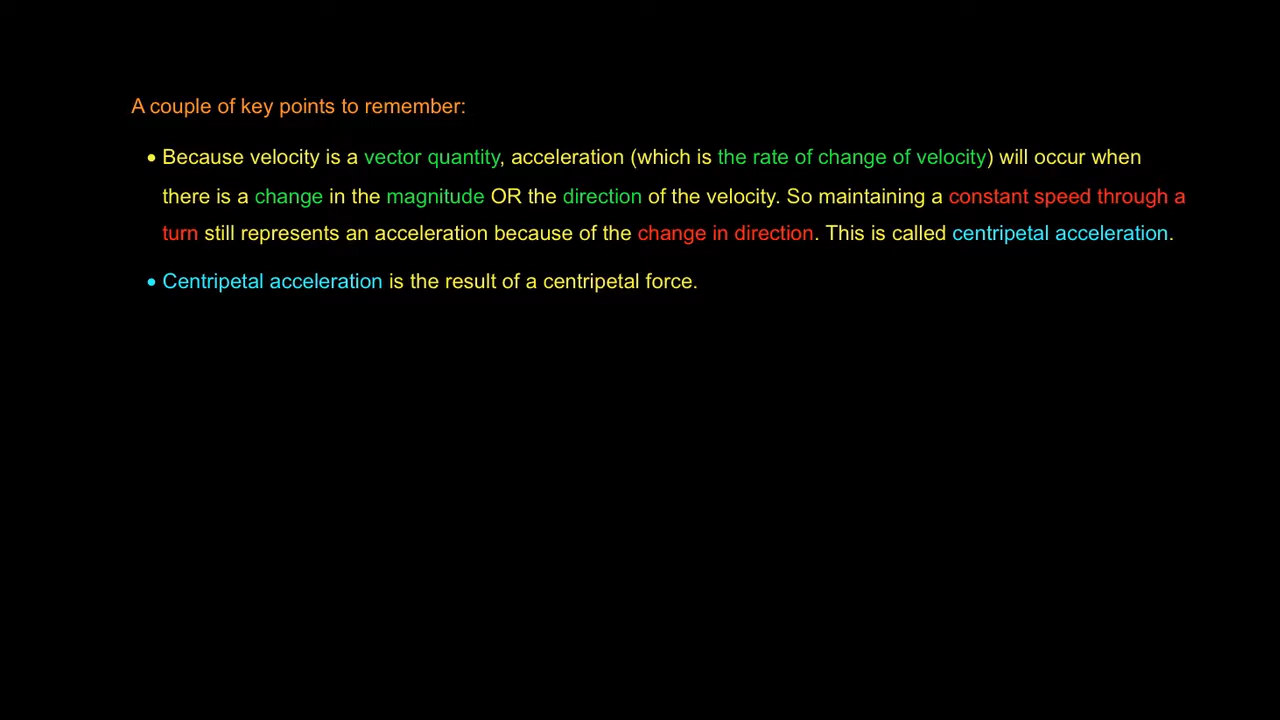 A couple of key points to remember:
• Because velocity is a vector quantity, acceleration (which is the rate of change of velocity) will occur when
there is a change in the magnitude OR the direction of the velocity. So maintaining a constant speed through a
turn still represents an acceleration because of the change in direction. This is called centripetal acceleration.
• Centripetal acceleration is the result of a centripetal force.